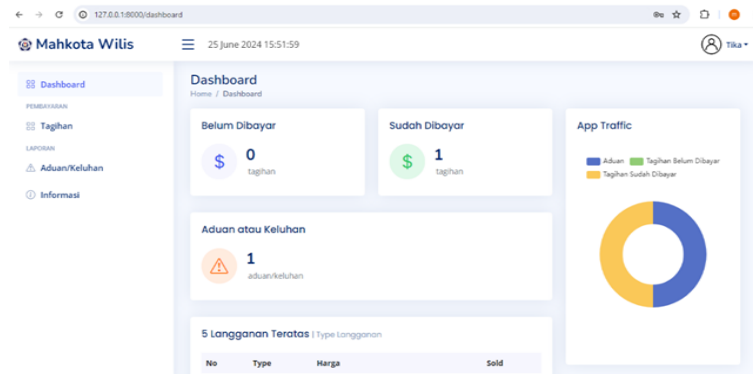 127.0.0.1:8000/dashboard
Mahkota Wilis
25 June 2024 15:51:59
Tika
Dashboard
PEMBAYARAN
Tagihan
LAPORAN
Aduan/Keluhan
Informasi
Dashboard
Home / Dashboard
Belum Dibayar
$
0
tagihan
Sudah Dibayar
$
1
tagihan
Aduan atau Keluhan
1
aduan/keluhan
App Traffic
Aduan Tagihan Belum Dibayar
Tagihan Sudah Dibayar
5 Langganan Teratas | Type Langganan
No Type Harga Sold